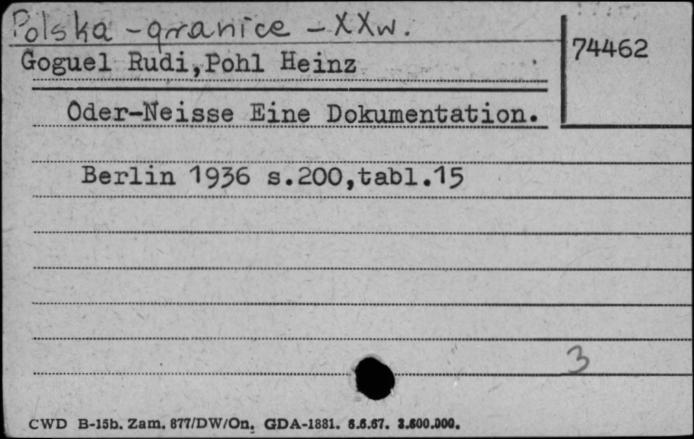 Polska - granice - XXw.
74462
Goguel Rudi,Pohl Heinz
Oder-Neisse Eine Dokumentation.
Berlin 1936 s.200,tabl.15
3
CWD B-15b. Zam. 877/DW/On. GDA-1881. 6.6.67. 3.600.000.